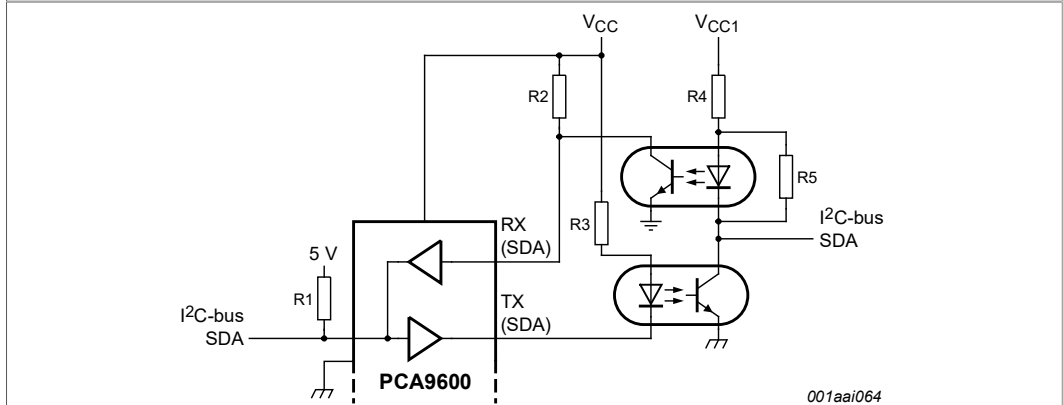 VCC
VCC1
R2
R4
R5
R3
I2C-bus
SDA
RX
(SDA)
5 V
R1
TX
(SDA)
I2C-bus
SDA
PCA9600
001aai064